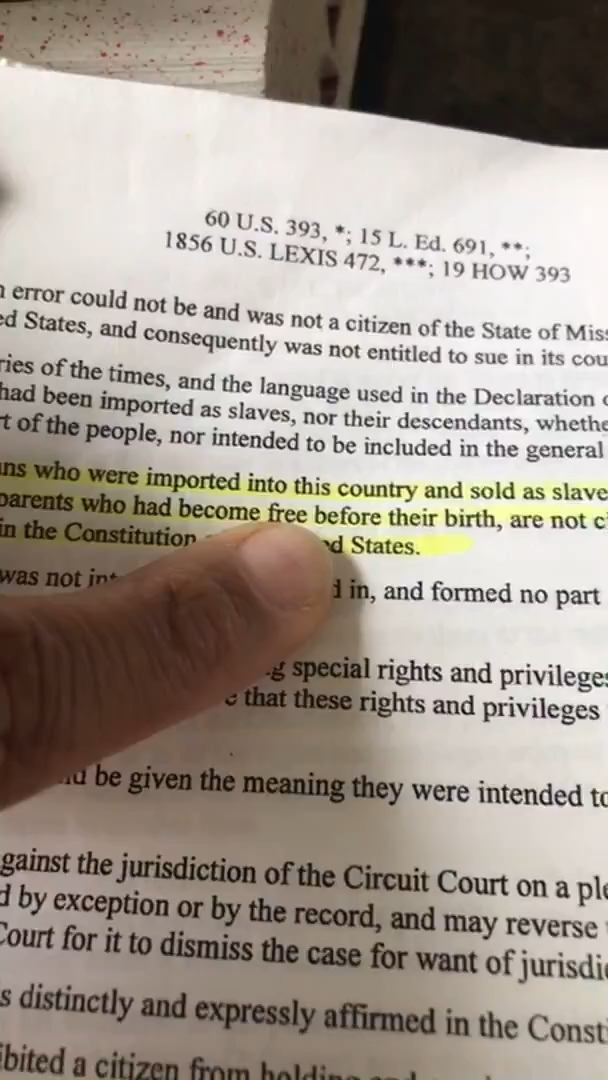 60 U.S. 393, *; 15 L. Ed. 691, **;
1856 U.S. LEXIS 472, ***; 19 HOW 393
error could not be and was not a citizen of the State of Miss
ed States, and consequently was not entitled to sue in its cou
ries of the times, and the language used in the Declaration
had been imported as slaves, nor their descendants, whethe
t of the people, nor intended to be included in the general
ans who were imported into this country and sold as slave
parents who had become free before their birth, are not c
in the Constitution d States.
was not in, and formed no part
g special rights and privileges
that these rights and privileges
be given the meaning they were intended to
gainst the jurisdiction of the Circuit Court on a ple
d by exception or by the record, and may reverse
Court for it to dismiss the case for want of jurisdi
s distinctly and expressly affirmed in the Consti
ibited a citizen from holding